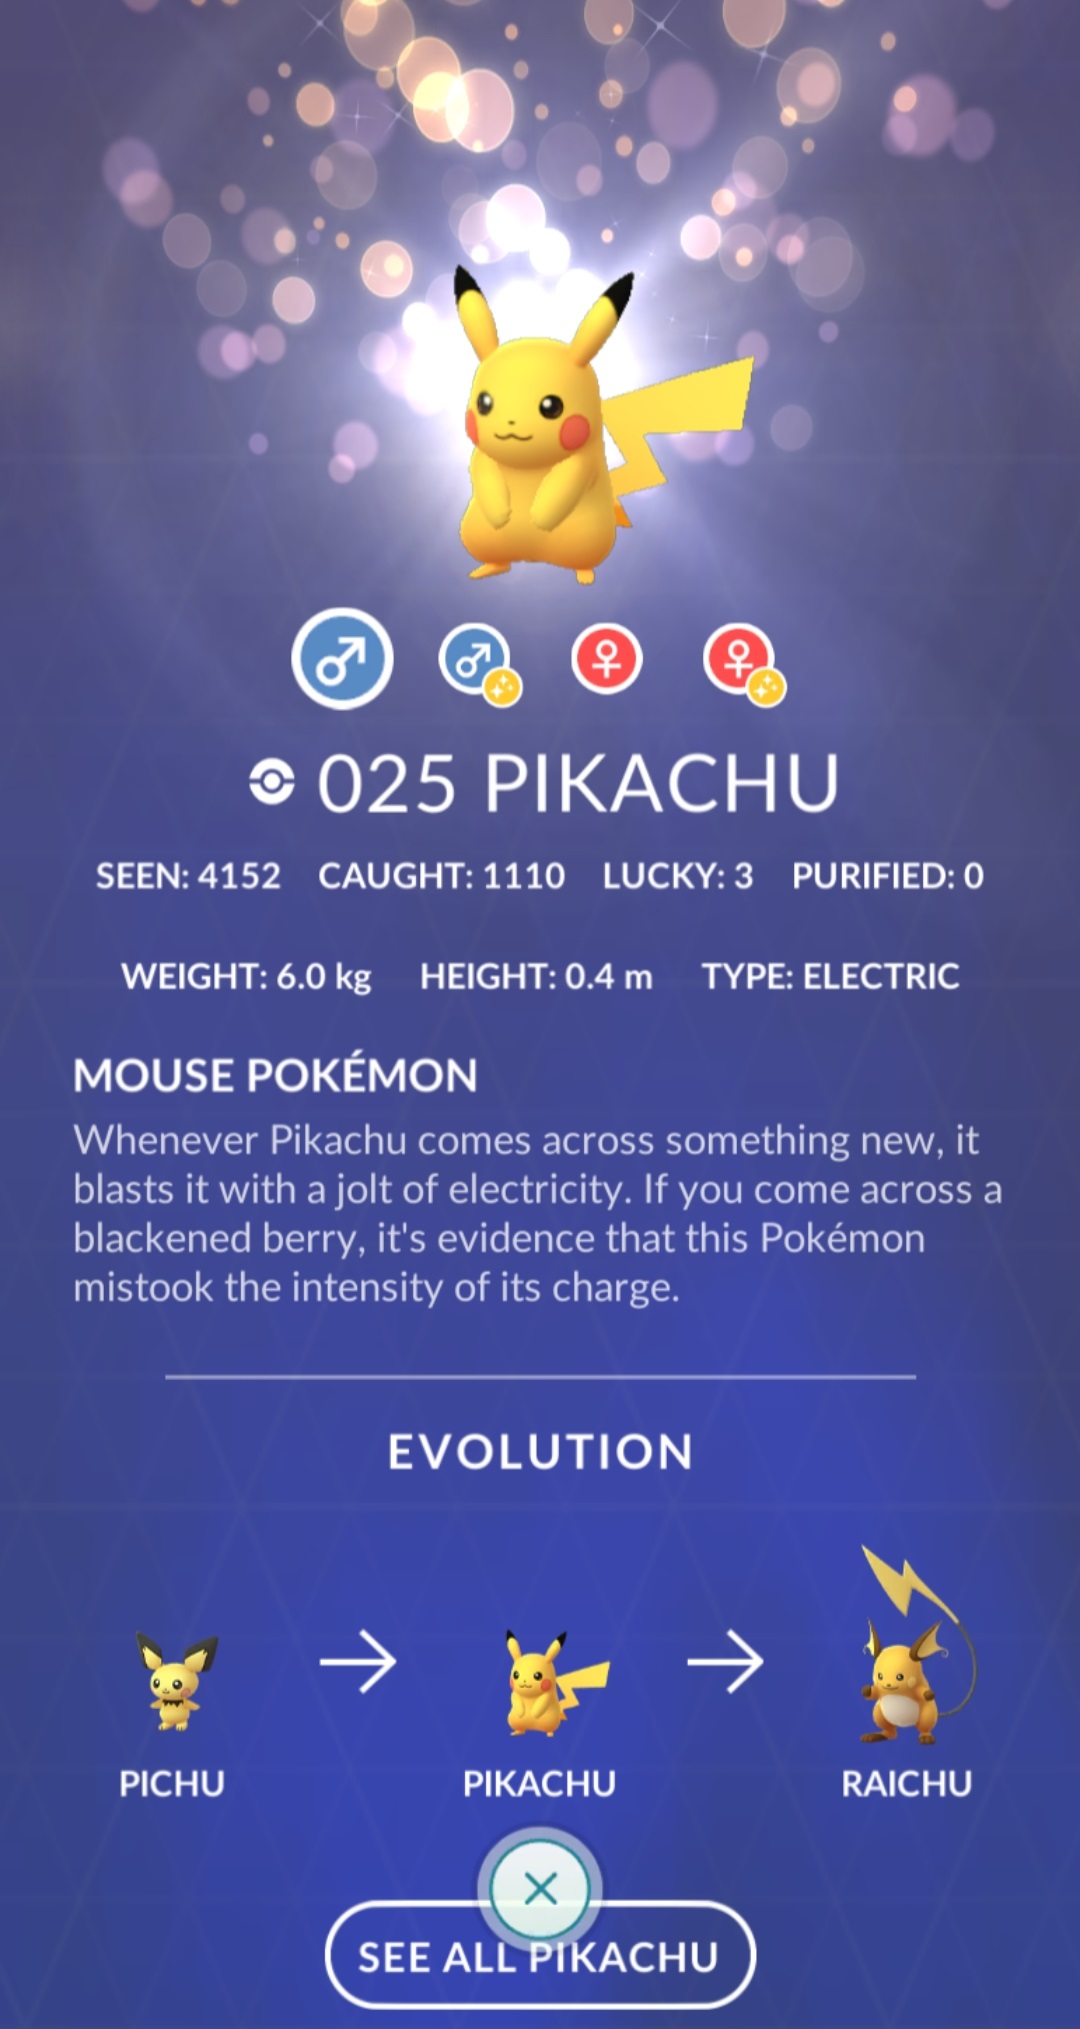 025 PIKACHU
SEEN: 4152 CAUGHT: 1110 LUCKY: 3 PURIFIED: 0
WEIGHT: 6.0 kg HEIGHT: 0.4 m TYPE: ELECTRIC
MOUSE POKÉMON
Whenever Pikachu comes across something new, it
blasts it with a jolt of electricity. If you come across a
blackened berry, it's evidence that this Pokémon
mistook the intensity of its charge.
EVOLUTION
PICHU PIKACHU RAICHU
SEE ALL PIKACHU